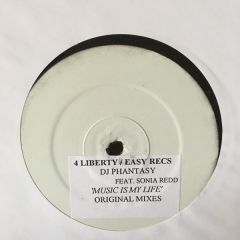 4 LIBERTY / EASY RECS
DJ PHANTASY
FEAT. SONIA REDD
'MUSIC IS MY LIFE'
ORIGINAL MIXES